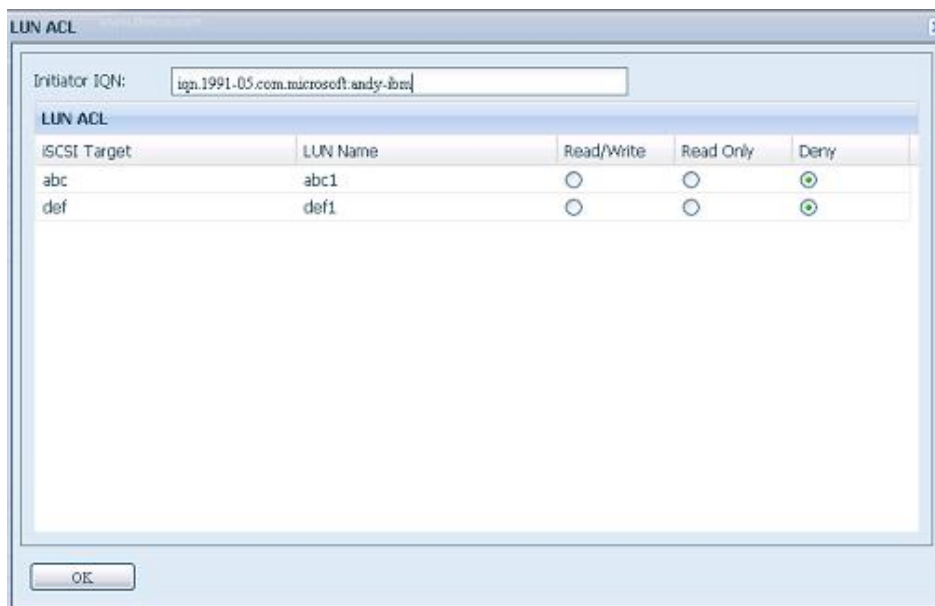 LUN ACL
Initiator IQN: iqn.1991-05.com.microsoft:andy-ibm
LUN ACL
iSCSI Target LUN Name Read/Write Read Only Deny
abc abc1
def def1
OK